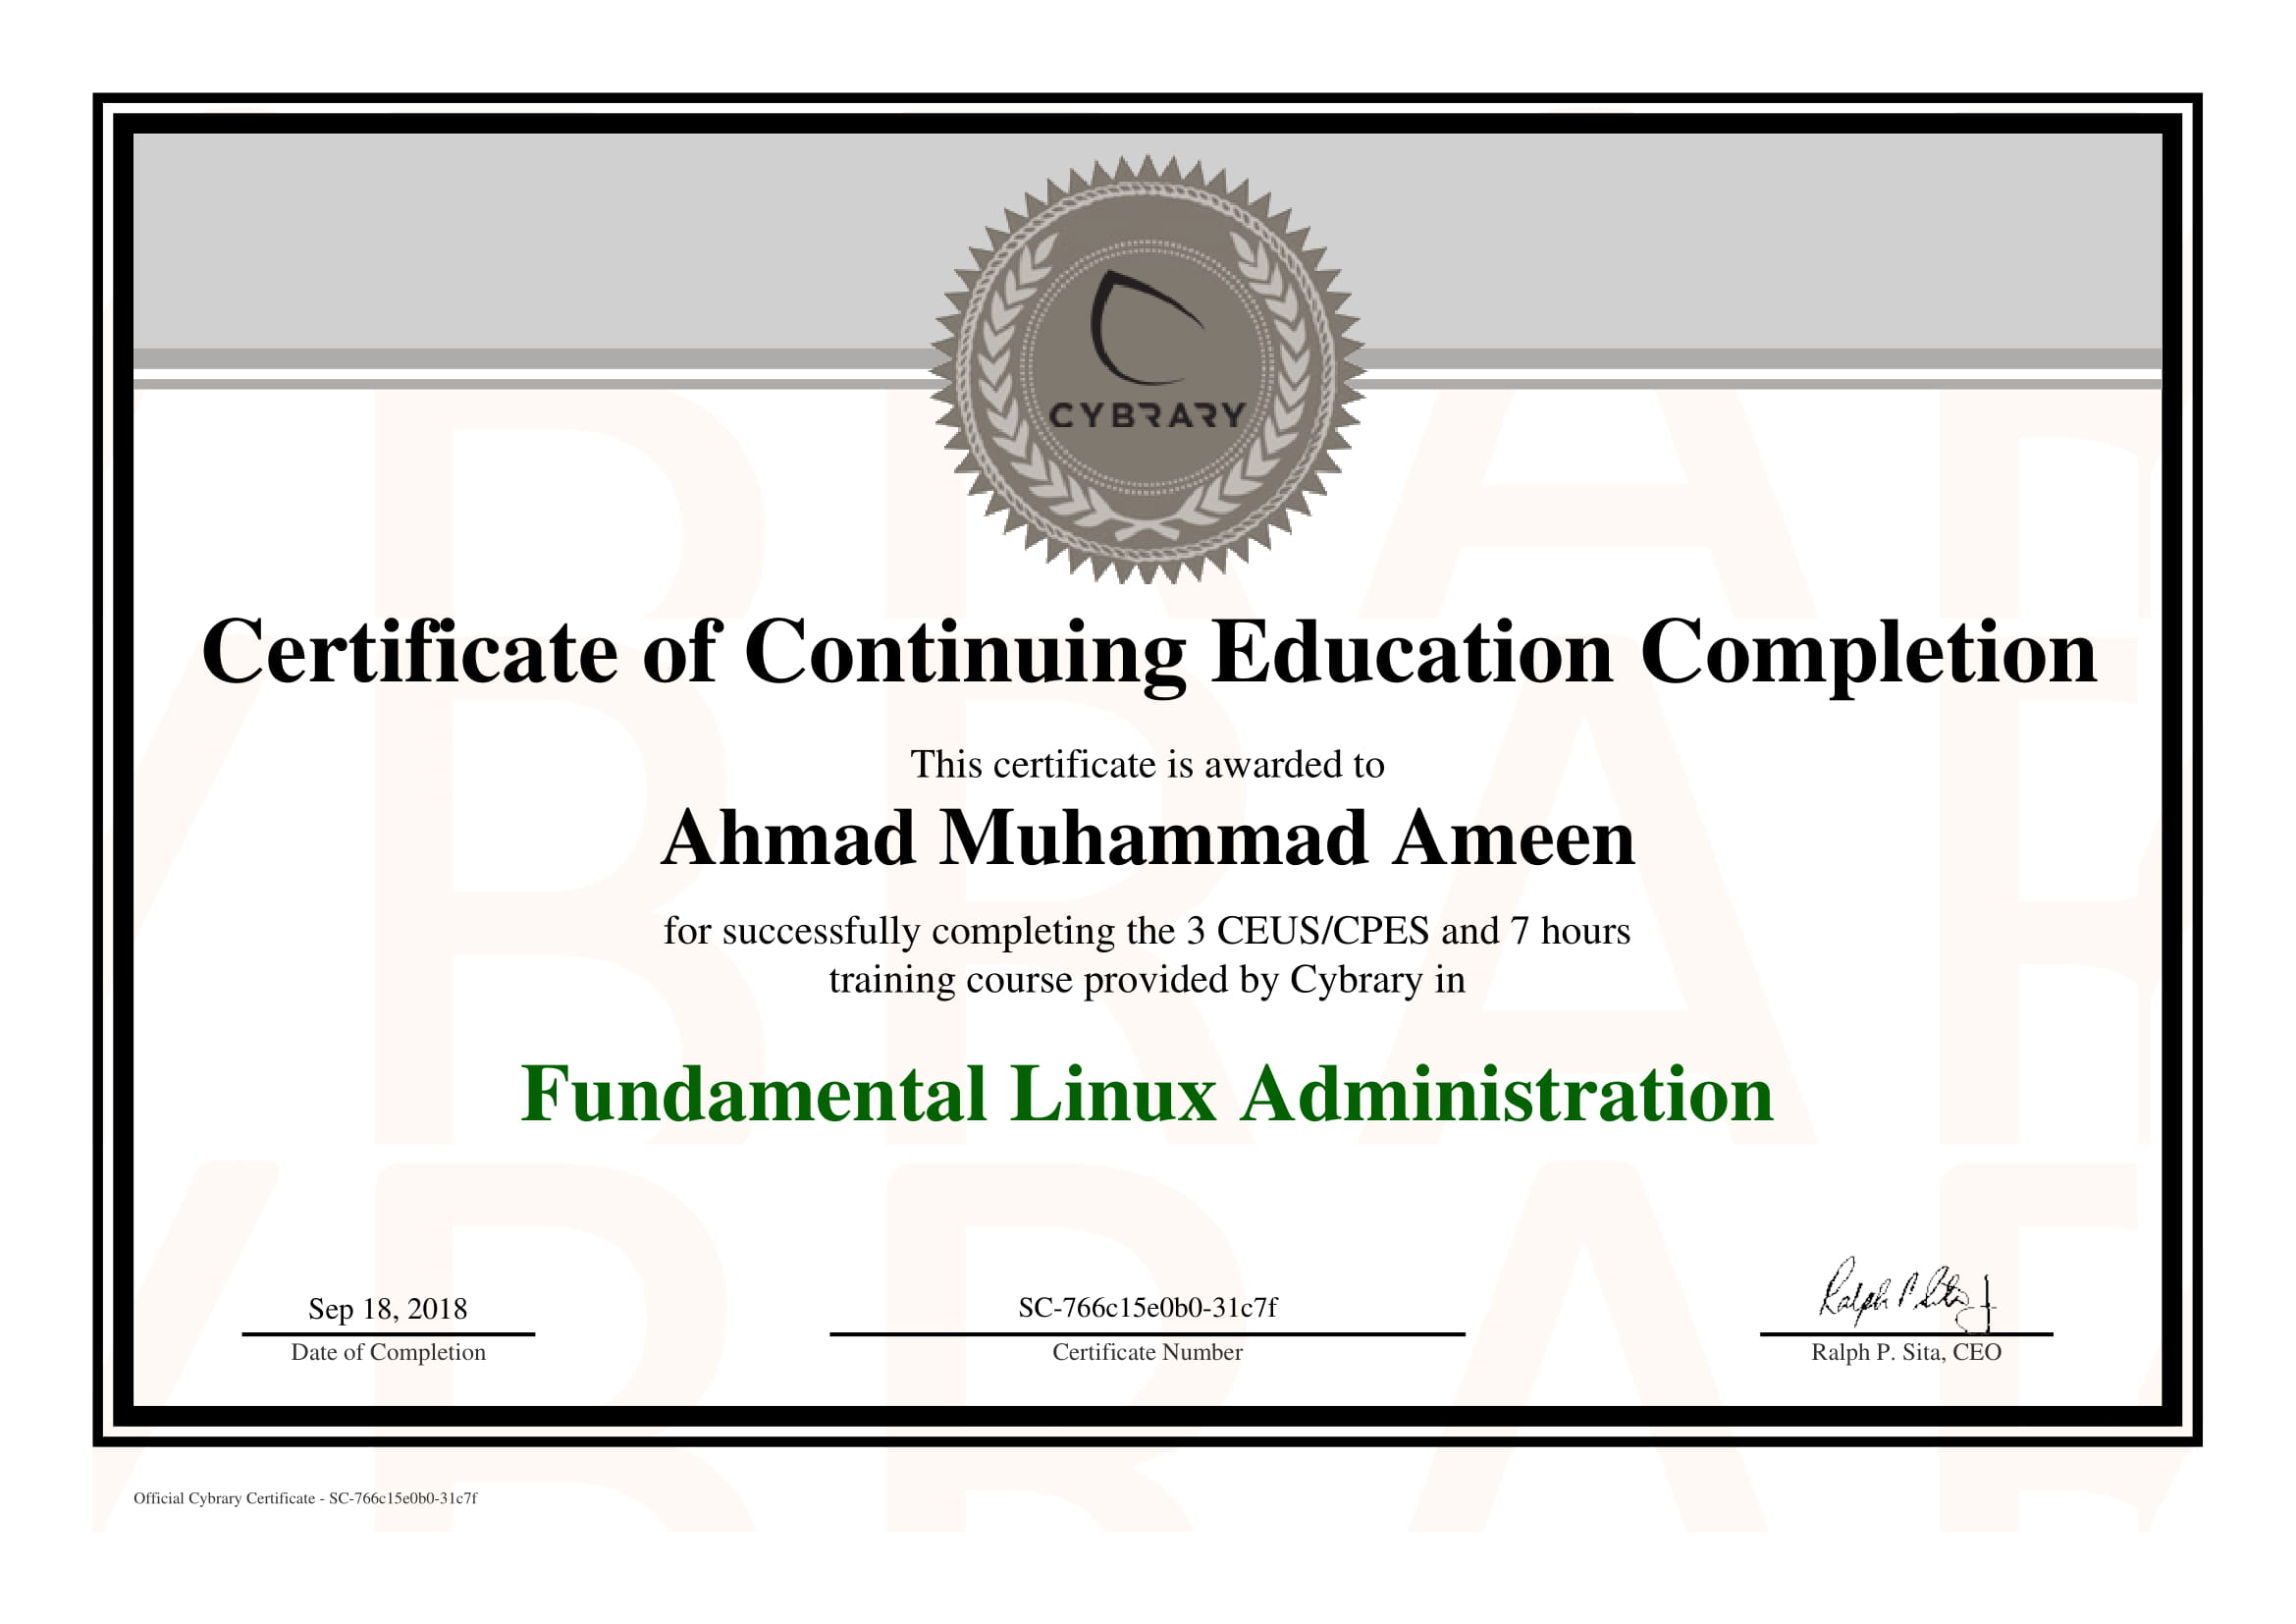 CYBRARY
Certificate of Continuing Education Completion
This certificate is awarded to
Ahmad Muhammad Ameen
for successfully completing the 3 CEUS/CPES and 7 hours
training course provided by Cybrary in
Fundamental Linux Administration
Sep 18, 2018
Date of Completion
SC-766c15e0b0-31c7f
Certificate Number
Ralph P. Sita
Ralph P. Sita, CEO
Official Cybrary Certificate - SC-766c15e0b0-31c7f